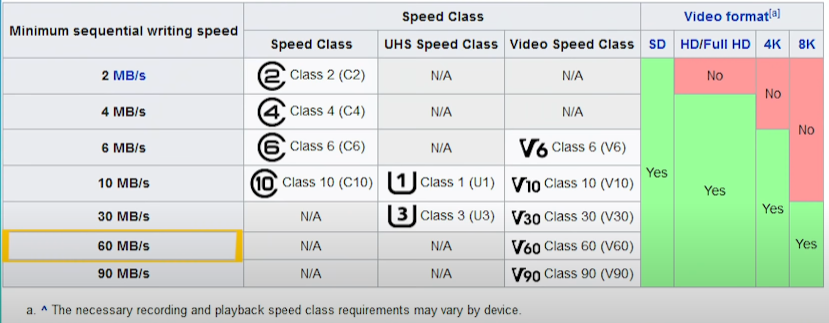 Minimum sequential writing speed
Speed Class
Video format[a]
Speed Class UHS Speed Class Video Speed Class SD HD/Full HD 4K 8K
2 MB/s 2 Class 2 (C2) N/A N/A No
No
4 MB/s 4 Class 4 (C4) N/A N/A
No
6 MB/s 6 Class 6 (C6) N/A V6 Class 6 (V6)
Yes
10 MB/s 10 Class 10 (C10) 1 Class 1 (U1) V10 Class 10 (V10) Yes
Yes
30 MB/s N/A 3 Class 3 (U3) V30 Class 30 (V30)
60 MB/s N/A N/A V60 Class 60 (V60) Yes
90 MB/s N/A N/A V90 Class 90 (V90)
a. ^ The necessary recording and playback speed class requirements may vary by device.